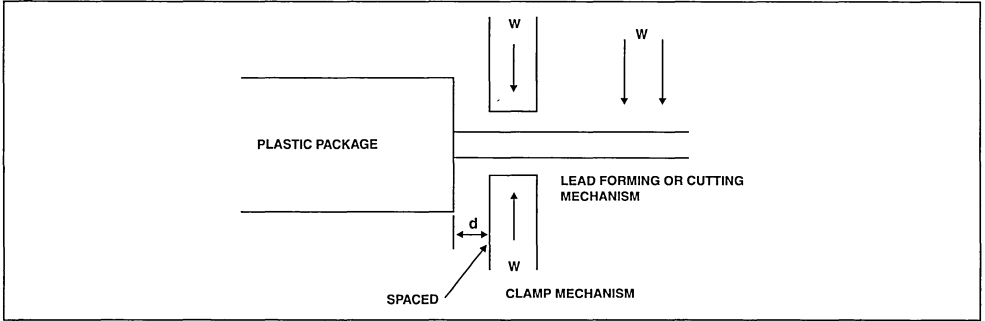 W
W
PLASTIC PACKAGE
LEAD FORMING OR CUTTING
MECHANISM
d
W
SPACED
CLAMP MECHANISM